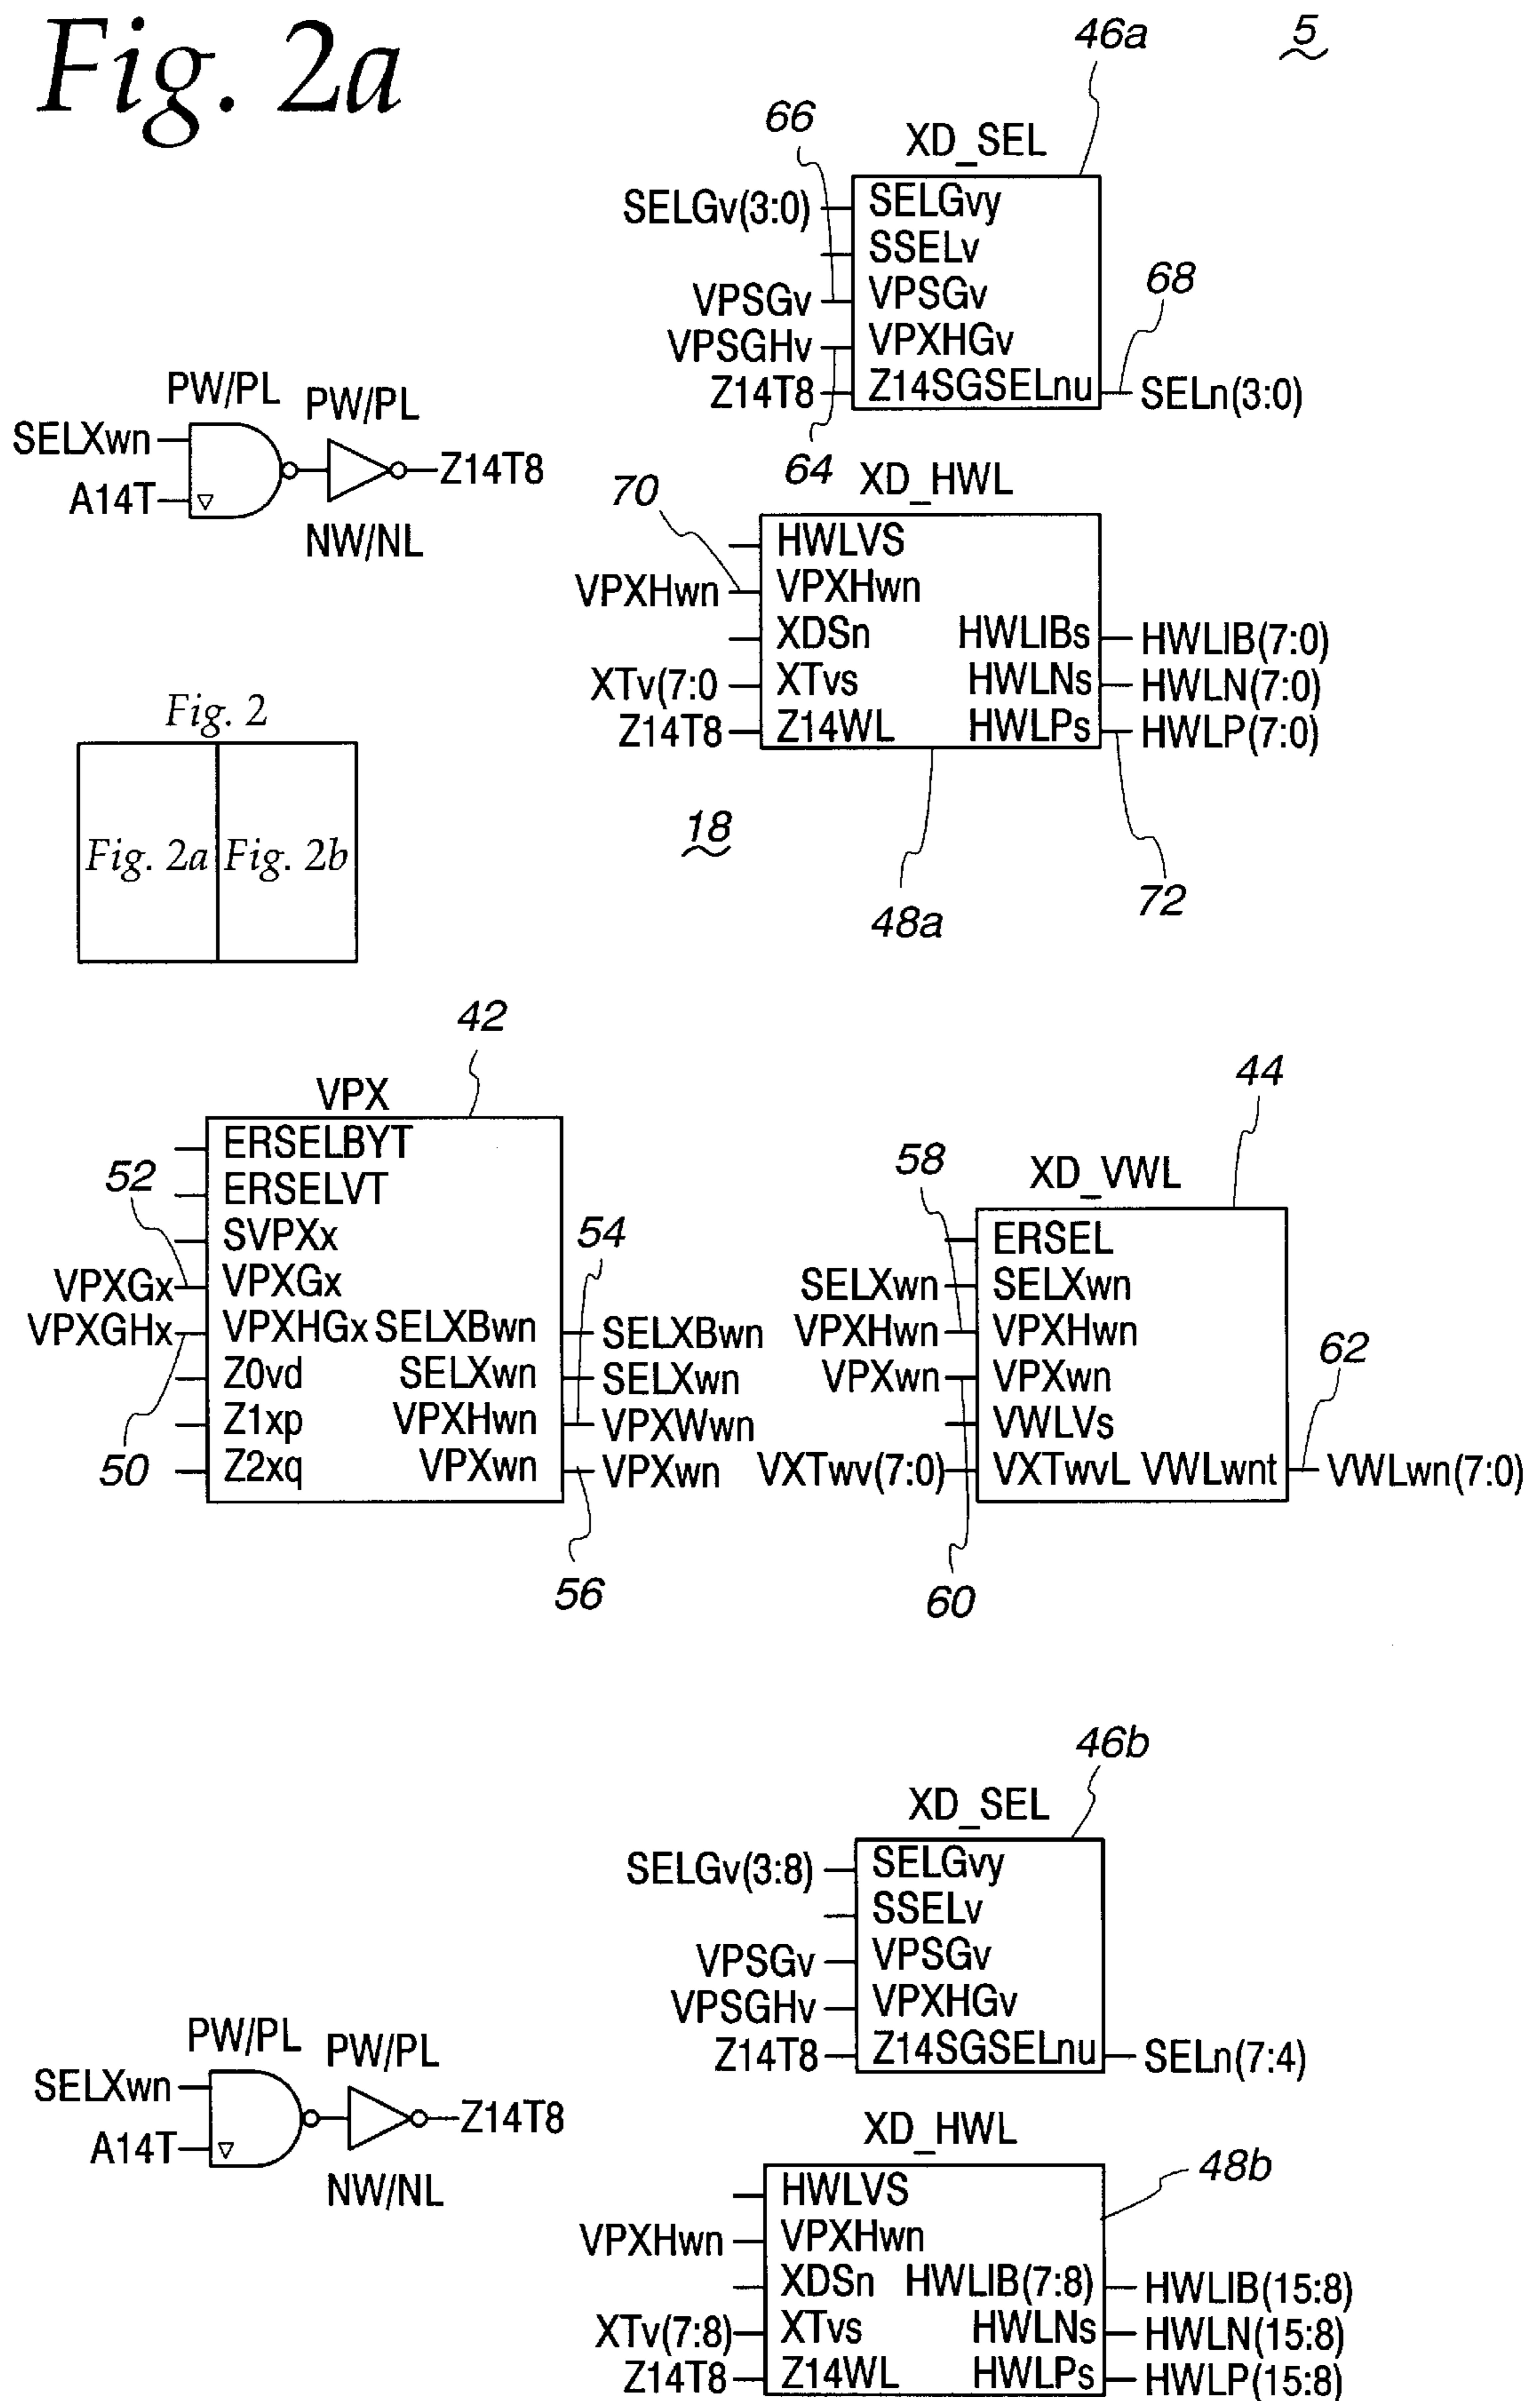 Fig. 2a
5
46a
66
XD_SEL
SELGv(3:0) SELGvy
SSELv
VPSGv VPSGv
VPSGHv VPXHGv
Z14T8 Z14SGSELnu SELn(3:0)
68
64
PW/PL PW/PL
SELXwn
A14T
Z14T8
NW/NL
70
XD_HWL
HWLVS
VPXHwn VPXHwn
XDSn HWLIBs HWLIB(7:0)
XTv(7:0 XTvs HWLNs HWLN(7:0)
Z14T8 Z14WL HWLPs HWLP(7:0)
18
48a
72
Fig. 2
Fig. 2a Fig. 2b
42
VPX
ERSELBYT
52
ERSELVT
SVPXx
54
VPXGx VPXGx
VPXGHx VPXHGx SELXBwn SELXBwn
Z0vd SELXwn SELXwn
Z1xp VPXHwn VPXWwn
50 Z2xq VPXwn VPXwn
56
44
58
XD_VWL
ERSEL
SELXwn SELXwn
VPXHwn VPXHwn
62
VPXwn VPXwn
VWLVs
VXTwv(7:0) VXTwvL VWLwnt VWLwn(7:0)
60
46b
XD_SEL
SELGv(3:8) SELGvy
SSELv
VPSGv VPSGv
VPSGHv VPXHGv
Z14T8 Z14SGSELnu SELn(7:4)
PW/PL PW/PL
SELXwn
A14T
Z14T8
NW/NL
XD_HWL
48b
HWLVS
VPXHwn VPXHwn
XDSn HWLIB(7:8) HWLIB(15:8)
XTv(7:8) XTvs HWLNs HWLN(15:8)
Z14T8 Z14WL HWLPs HWLP(15:8)